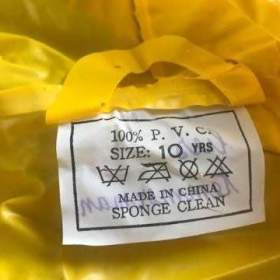 100% P. V. C.
SIZE: 10 YRS
MADE IN CHINA
SPONGE CLEAN